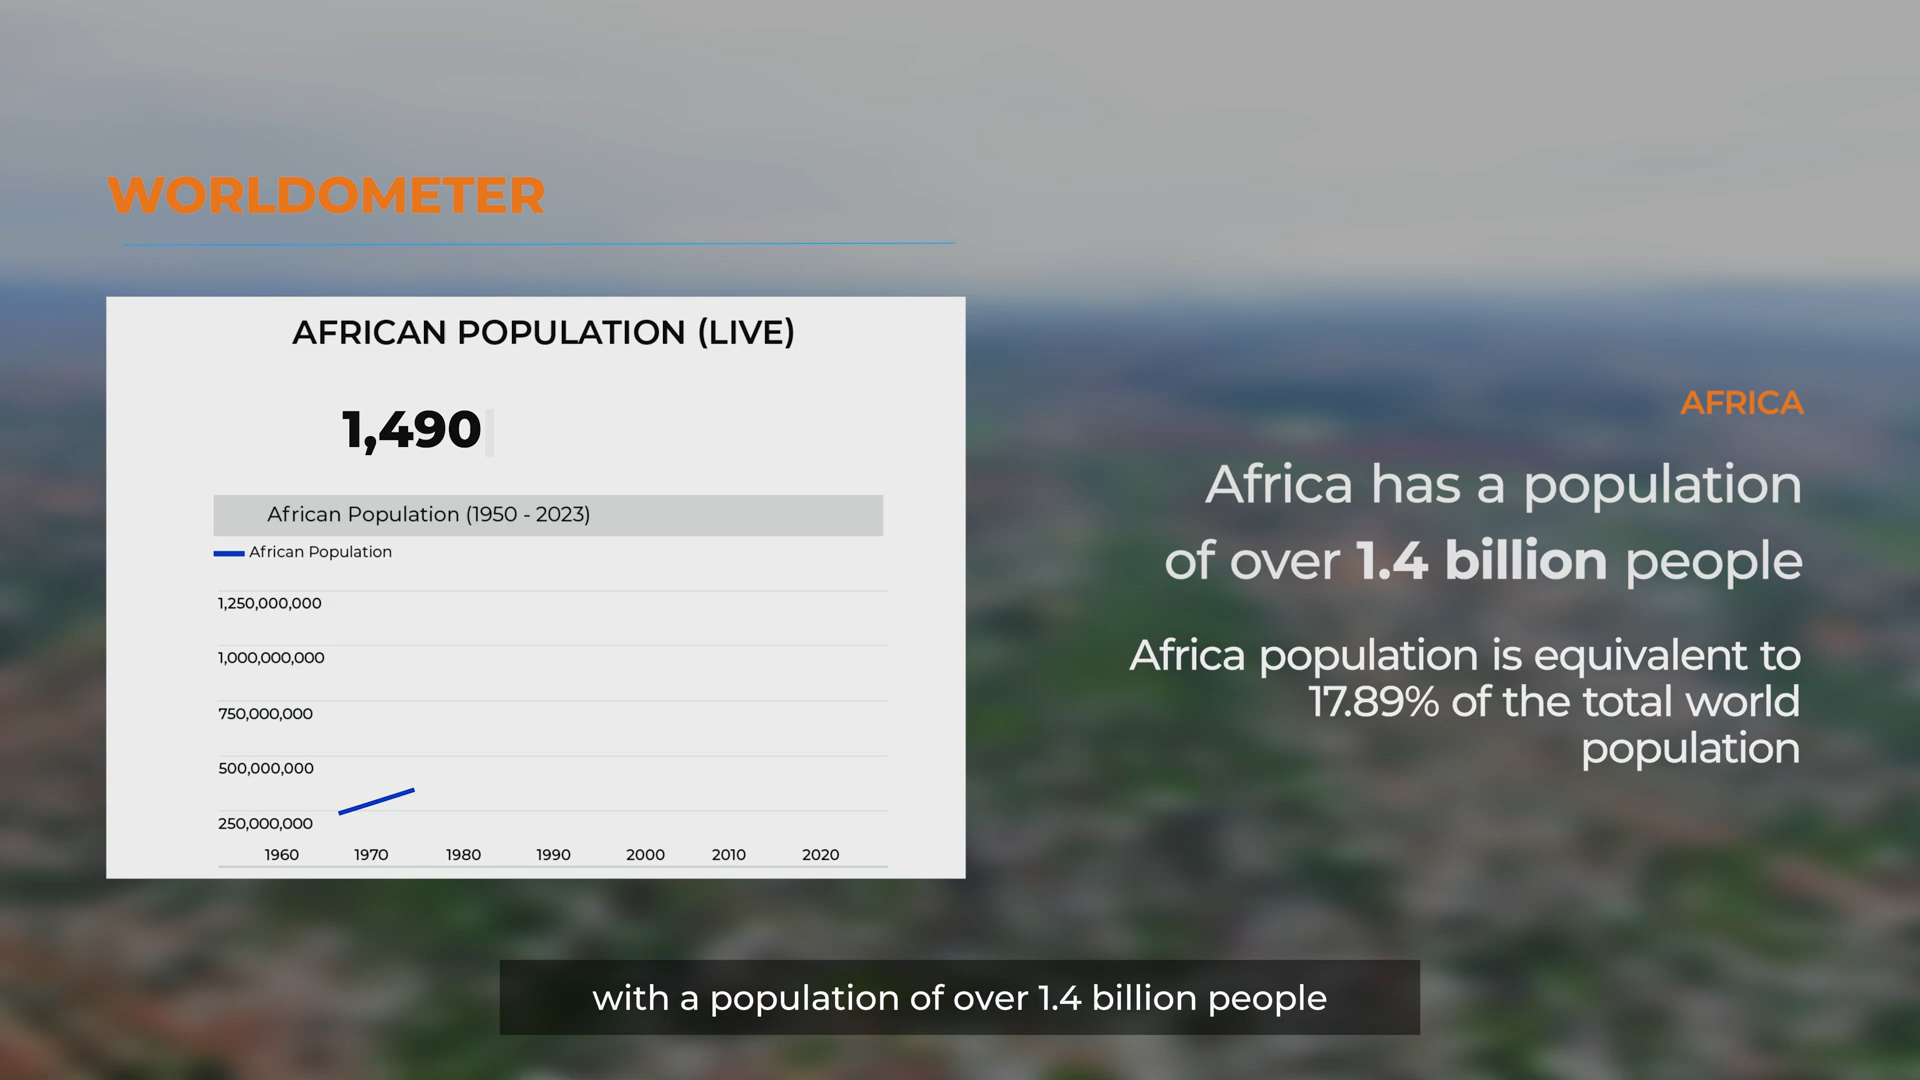 WORLDOMETER
AFRICAN POPULATION (LIVE)
1,490
African Population (1950 - 2023)
African Population
1,250,000,000
1,000,000,000
750,000,000
500,000,000
250,000,000
1960 1970 1980 1990 2000 2010 2020
AFRICA
Africa has a population
of over 1.4 billion people
Africa population is equivalent to
17.89% of the total world
population
with a population of over 1.4 billion people